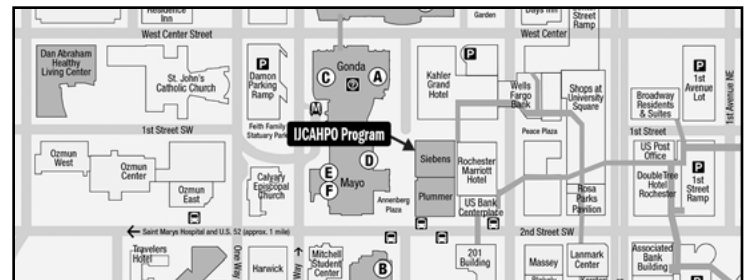 Residence
Inn
Garden
Days Inn
Street
Ramp
West Center Street
West Center
Dan Abraham
Healthy
Living Center
St. John's
Catholic Church
P
Damon
Parking
Ramp
Gonda
C
A
Kahler
Grand
Hotel
P
Wells
Fargo
Bank
Shops at
University
Square
Broadway
Residents
& Suites
P
1st
Avenue
Lot
1st Avenue NE
1st Street SW
Feith Family
Statuary Park
IJCAHPO Program
Peace Plaza
1st Street
Ozmun
West
Ozmun
Center
Ozmun
East
Calvary
Episcopal
Church
D
E
F
Mayo
Annenberg
Plaza
Siebens
Plummer
Rochester
Marriott
Hotel
US Bank
Centerplace
Rosa
Parks
Pavilion
US Post
Office
DoubleTree
Hotel
Rochester
P
1st
Street
Ramp
Saint Marys Hospital and U.S. 52 (approx. 1 mile)
2nd Street SW
Travelers
Hotel
One Way
Harwick
Way
Mitchell
Student
Center
B
201
Building
Massey
Lanmark
Center
Associated
Bank
Building
P